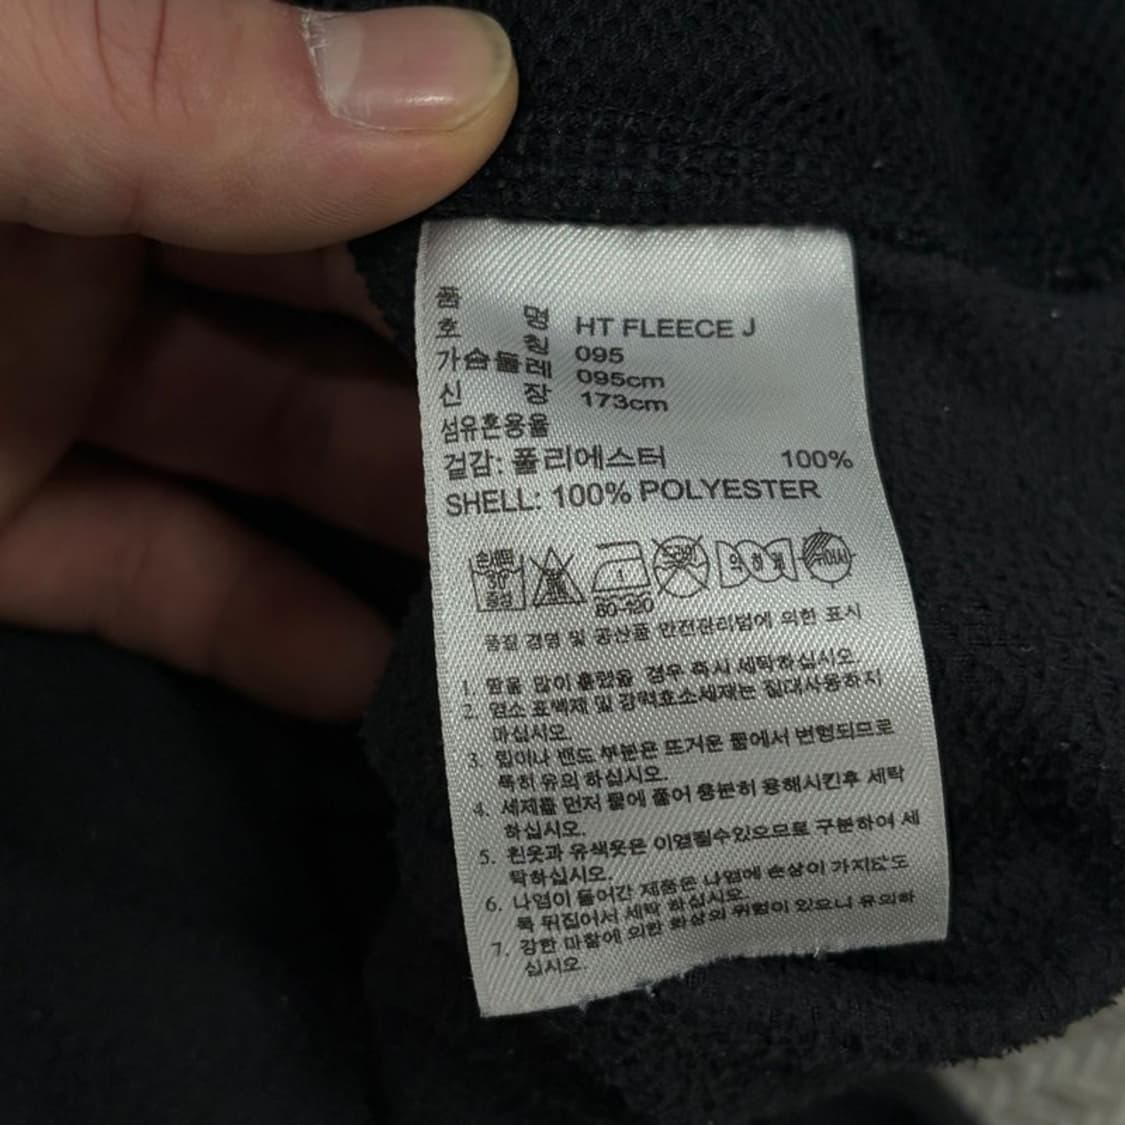 품 명 HT FLEECE J
호 칭 095
가슴둘레 095cm
신 장 173cm
섬유혼용율
겉감: 폴리에스터 100%
SHELL: 100% POLYESTER
손세탁 30° 중성
80-120
품질 경영 및 공산품 안전관리법에 의한 표시
1. 땀을 많이 흘렸을 경우 즉시 세탁하십시오.
2. 염소 표백제 및 강력효소세제는 절대사용하지
마십시오.
3. 립이나 밴드 부분은 뜨거운 물에서 변형되므로
특히 유의 하십시오.
4. 세제를 먼저 물에 풀어 충분히 용해시킨후 세탁
하십시오.
5. 흰옷과 유색옷은 이염될수있으므로 구분하여 세
탁하십시오.
6. 나염이 들어간 제품은 나염에 손상이 가지않도
록 뒤집어서 세탁 하십시오.
7. 강한 마찰에 의한 화상의 위험이 있으니 유의하
십시오.